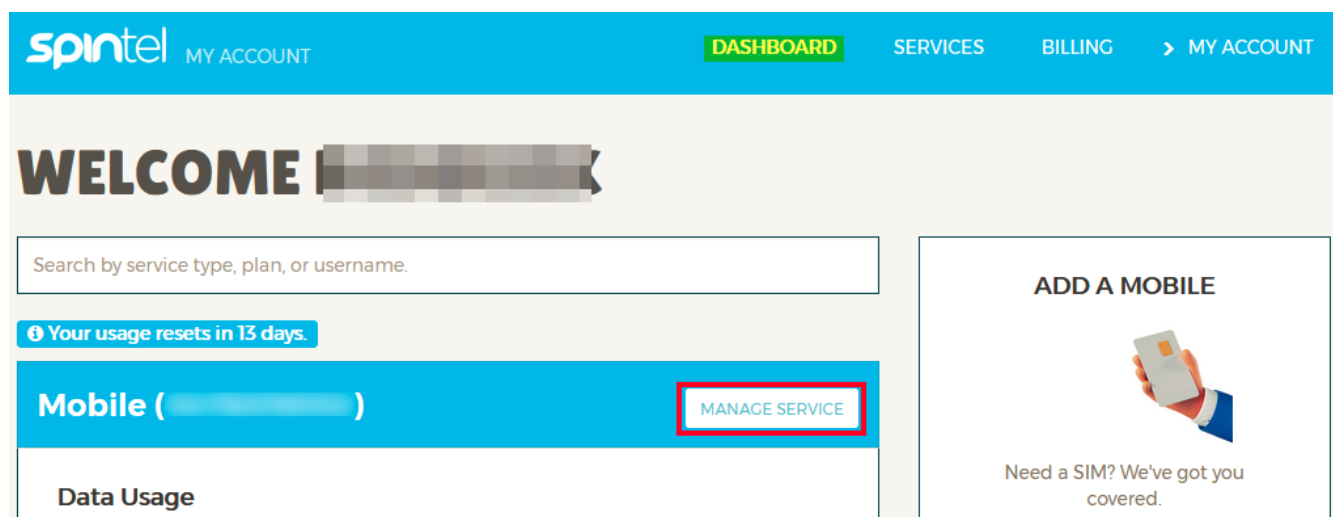 spintel MY ACCOUNT
DASHBOARD SERVICES BILLING > MY ACCOUNT
WELCOME
Search by service type, plan, or username.
Your usage resets in 13 days.
Mobile ( )
MANAGE SERVICE
Data Usage
ADD A MOBILE
Need a SIM? We've got you
covered.